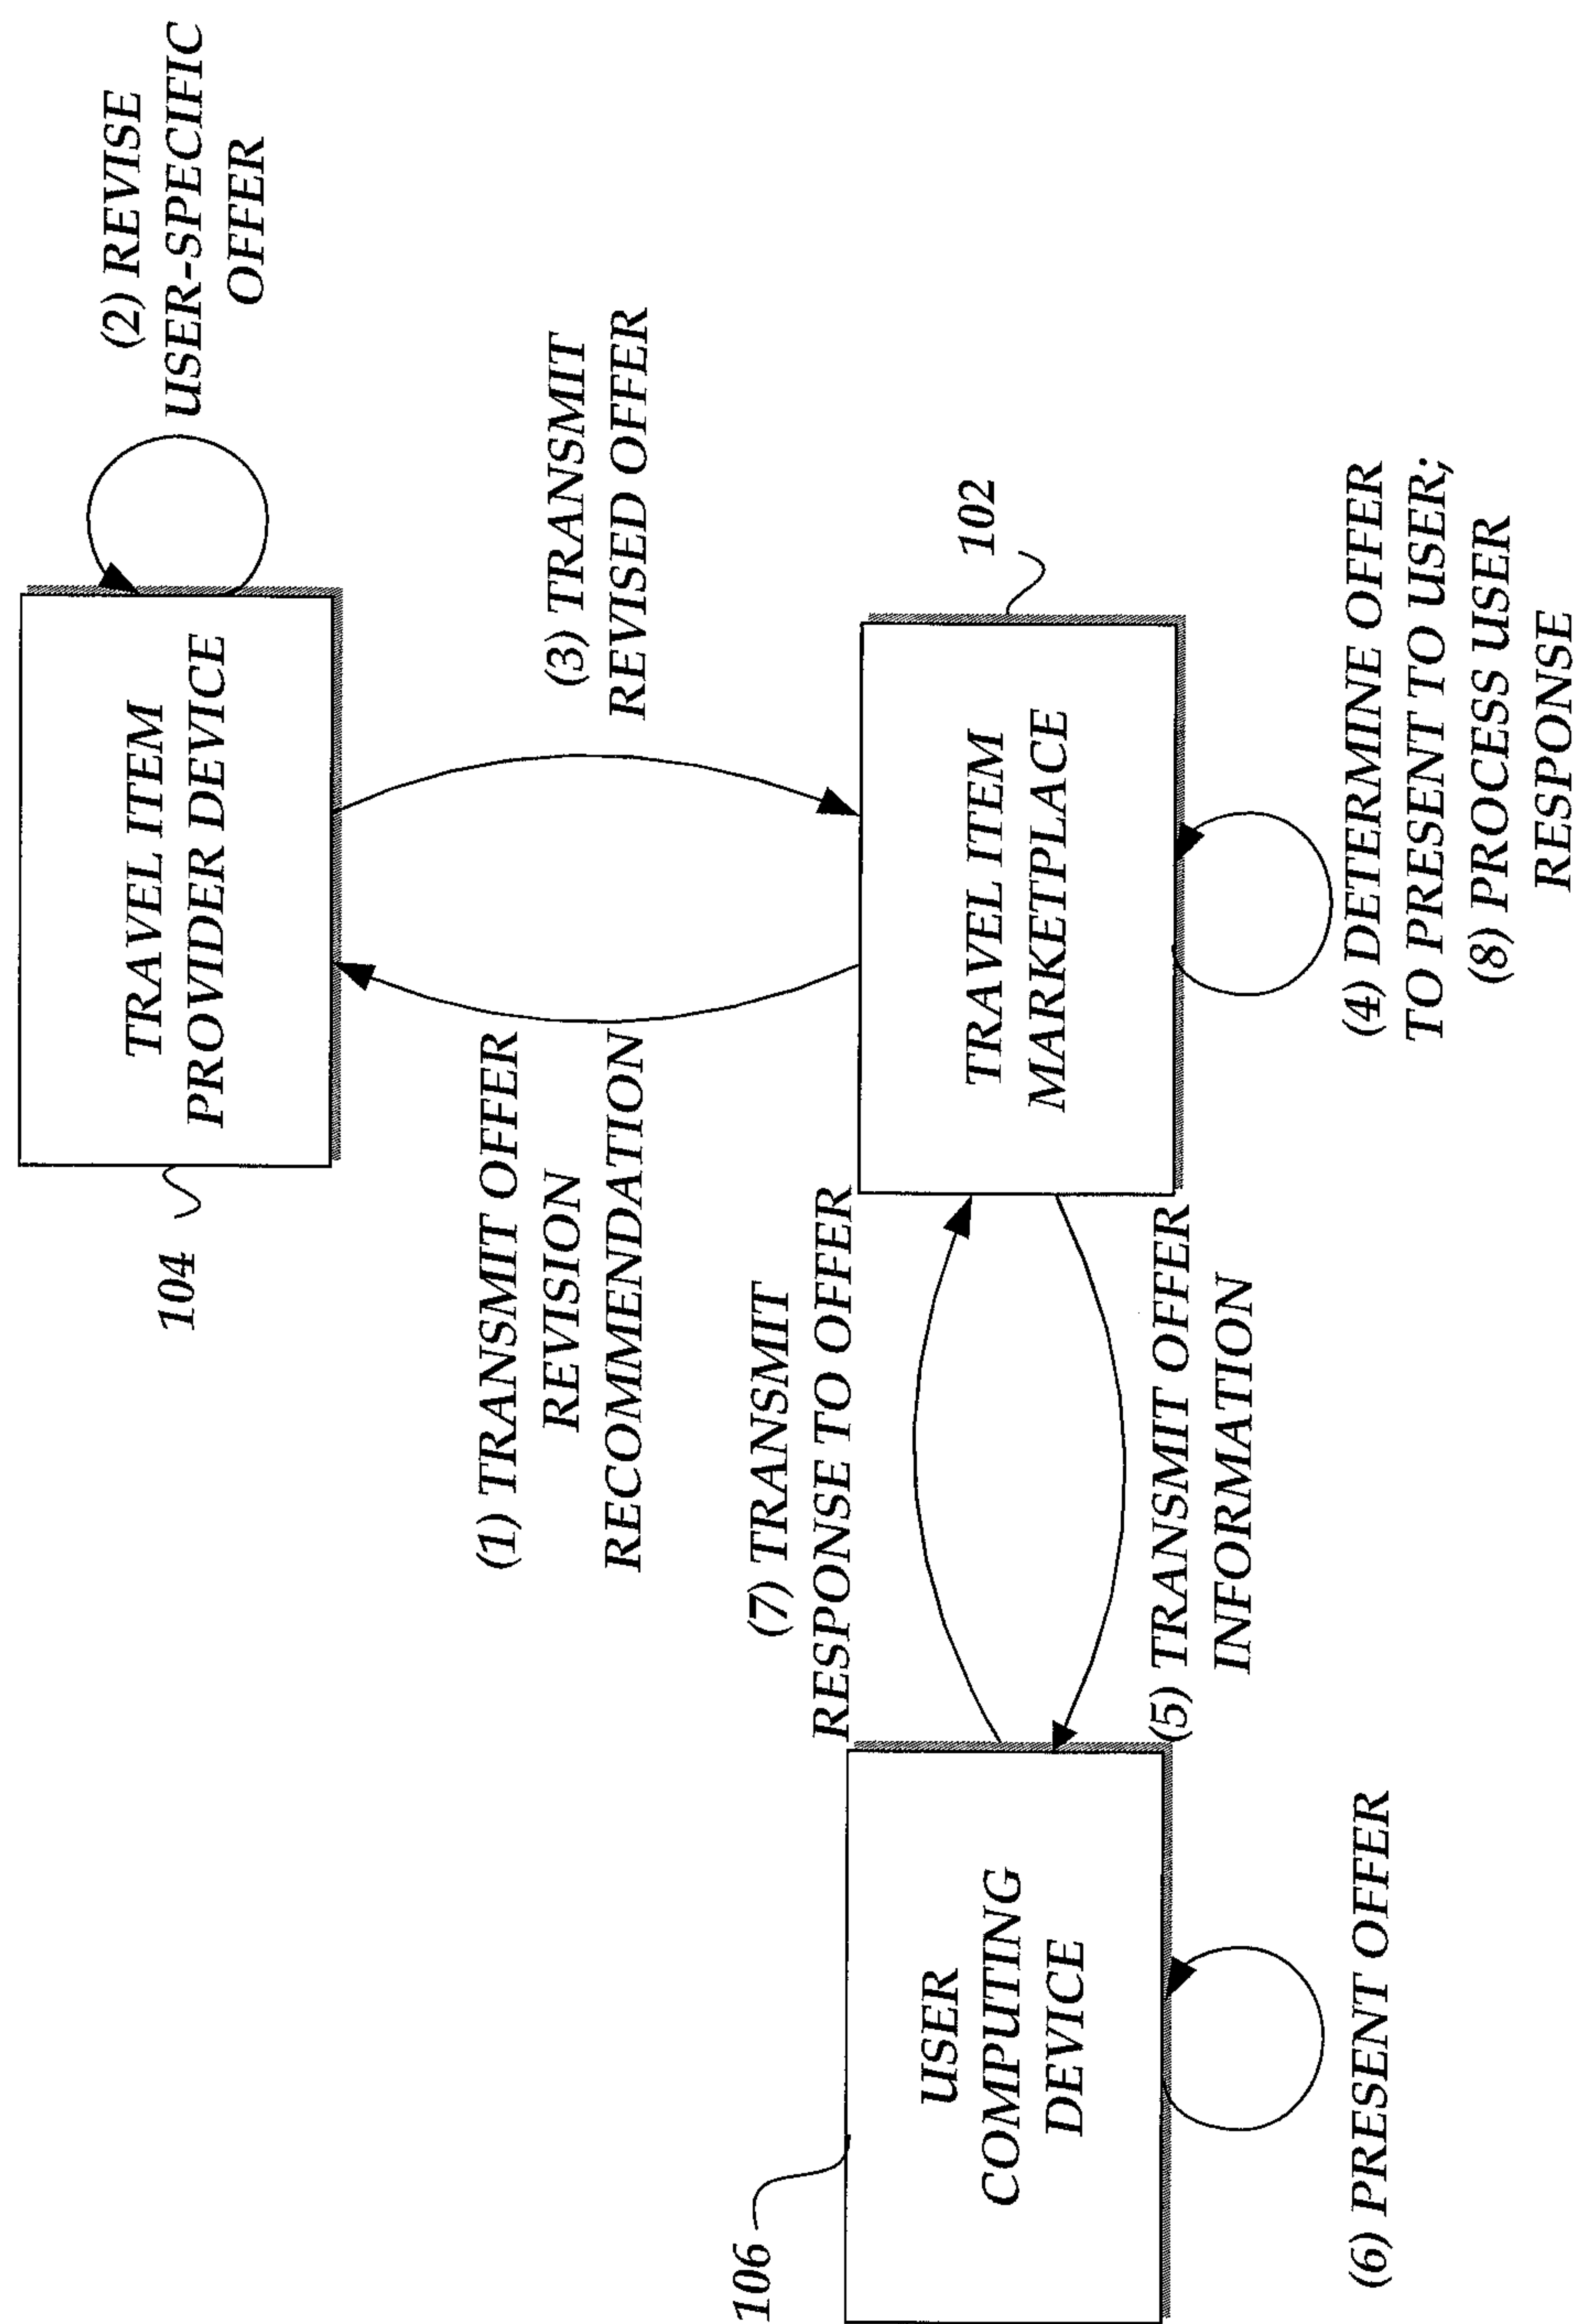 104
TRAVEL ITEM
PROVIDER DEVICE
(2) REVISE
USER-SPECIFIC
OFFER
(1) TRANSMIT OFFER
REVISION
RECOMMENDATION
(3) TRANSMIT
REVISED OFFER
106
USER
COMPUTING
DEVICE
(7) TRANSMIT
RESPONSE TO OFFER
(5) TRANSMIT OFFER
INFORMATION
102
TRAVEL ITEM
MARKETPLACE
(6) PRESENT OFFER
(4) DETERMINE OFFER
TO PRESENT TO USER;
(8) PROCESS USER
RESPONSE